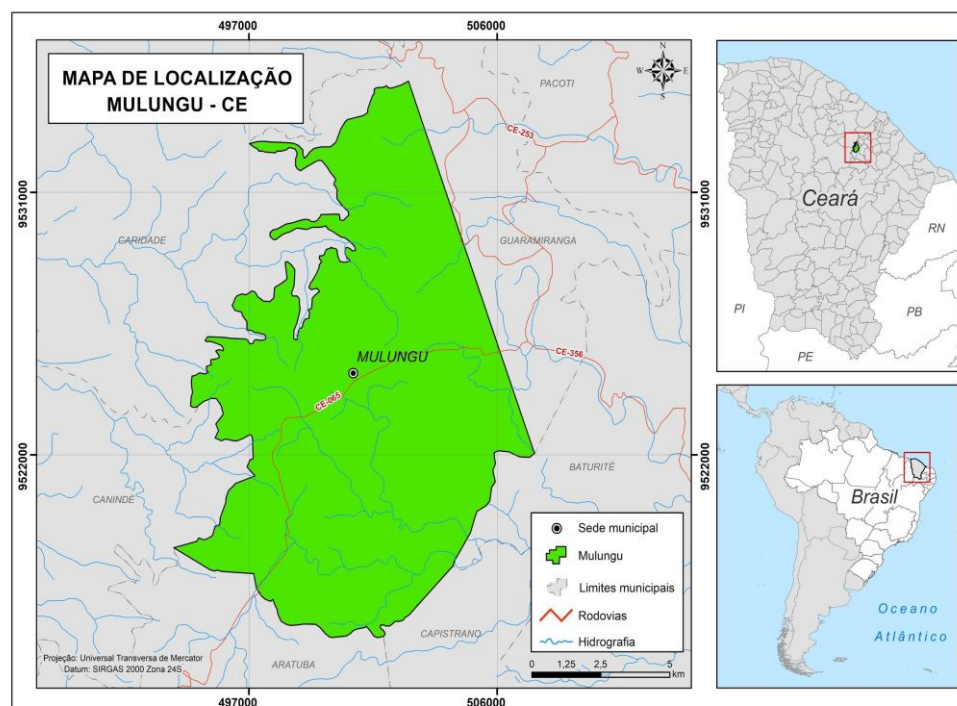 497000
506000
MAPA DE LOCALIZAÇÃO
MULUNGU - CE
N
W
E
S
PACOTI
CE-253
9531000
9531000
CARIDADE
GUARAMIRANGA
MULUNGU
CE-356
CE-065
9522000
9522000
BATURITÉ
CANINDÉ
CAPISTRANO
ARATUBA
Projeção: Universal Transversa de Mercator
Datum: SIRGAS 2000 Zona 24S
Sede municipal
Mulungu
Limites municipais
Rodovias
Hidrografia
0 1,25 2,5 5
km
497000
506000
Ceará
RN
PB
PI
PE
Brasil
Oceano
Atlântico